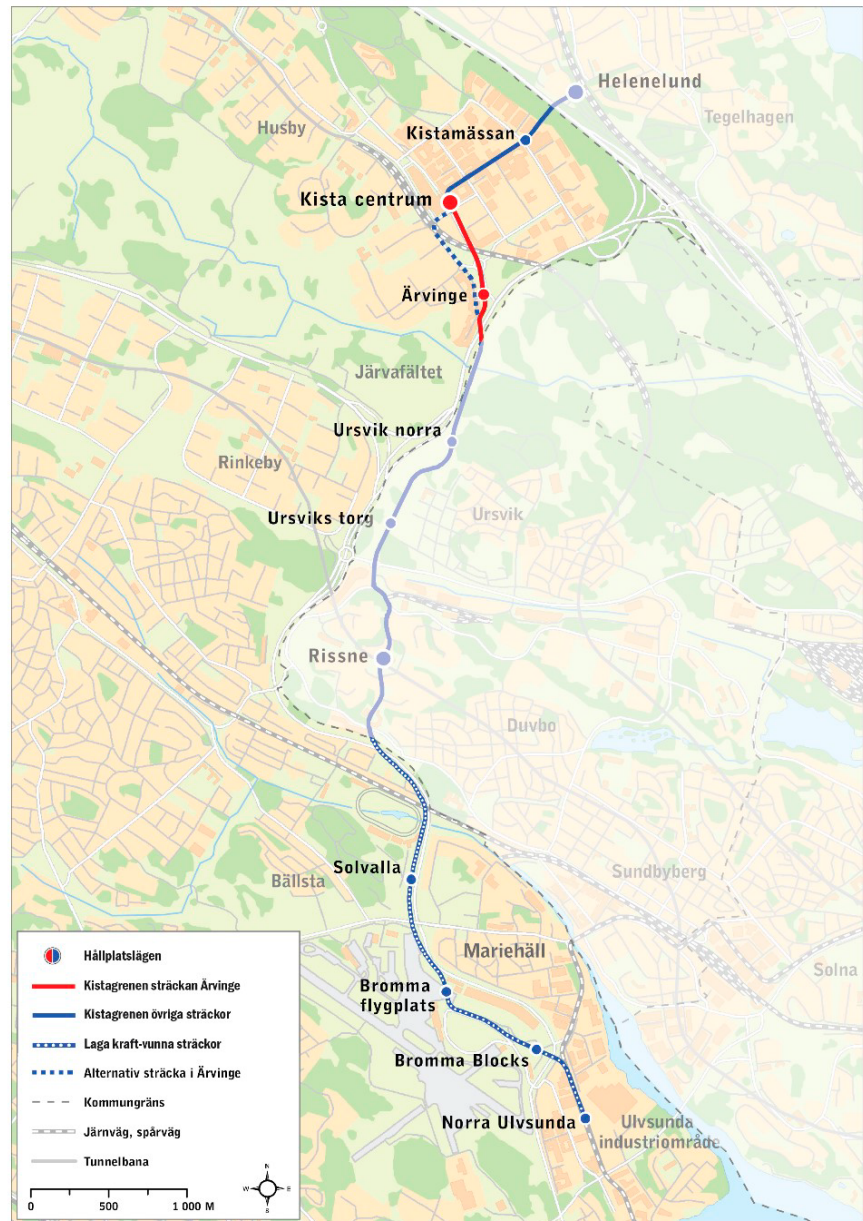 Helenelund
Tegelhagen
Husby
Kistamässan
Kista centrum
Ärvinge
Järvafältet
Ursvik norra
Rinkeby
Ursviks torg
Ursvik
Rissne
Duvbo
Solvalla
Bällsta
Sundbyberg
Mariehäll
Solna
Bromma
flygplats
Bromma Blocks
Norra Ulvsunda
Ulvsunda
industriområde
Hållplatslägen
Kistagrenen sträckan Ärvinge
Kistagrenen övriga sträckor
Laga kraft-vunna sträckor
Alternativ sträcka i Ärvinge
Kommungräns
Järnväg, spårväg
Tunnelbana
0 500 1 000 M
N
W E
S